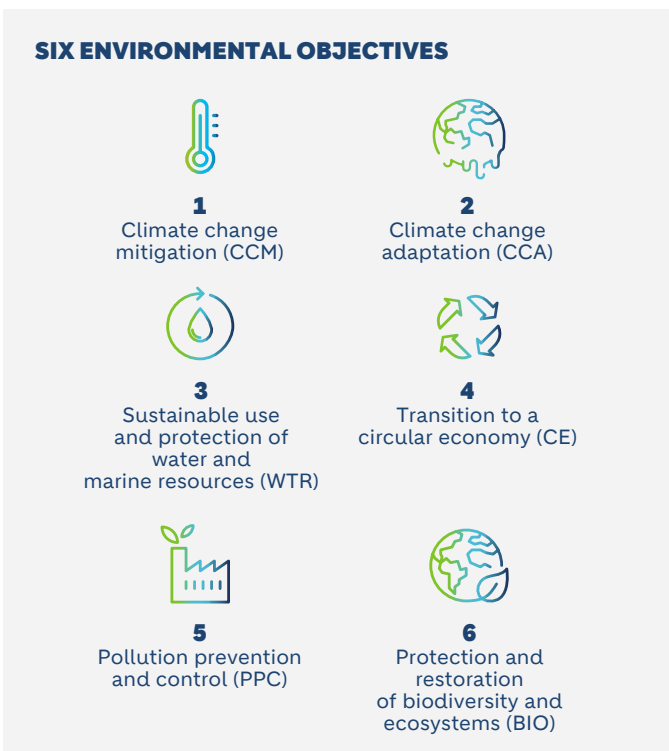 SIX ENVIRONMENTAL OBJECTIVES
1
Climate change
mitigation (CCM)
2
Climate change
adaptation (CCA)
3
Sustainable use
and protection of
water and
marine resources (WTR)
4
Transition to a
circular economy (CE)
5
Pollution prevention
and control (PPC)
6
Protection and
restoration
of biodiversity and
ecosystems (BIO)